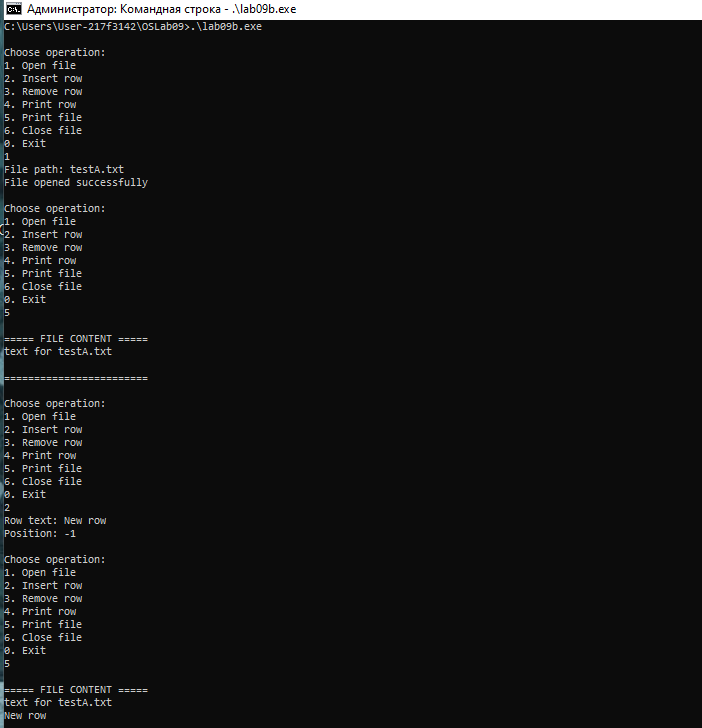 Администратор: Командная строка - .\lab09b.exe
C:\Users\User-217f3142\OSLab09>.\lab09b.exe
Choose operation:
1. Open file
2. Insert row
3. Remove row
4. Print row
5. Print file
6. Close file
0. Exit
1
File path: testA.txt
File opened successfully
Choose operation:
1. Open file
2. Insert row
3. Remove row
4. Print row
5. Print file
6. Close file
0. Exit
5
===== FILE CONTENT =====
text for testA.txt
========================
Choose operation:
1. Open file
2. Insert row
3. Remove row
4. Print row
5. Print file
6. Close file
0. Exit
2
Row text: New row
Position: -1
Choose operation:
1. Open file
2. Insert row
3. Remove row
4. Print row
5. Print file
6. Close file
0. Exit
5
===== FILE CONTENT =====
text for testA.txt
New row